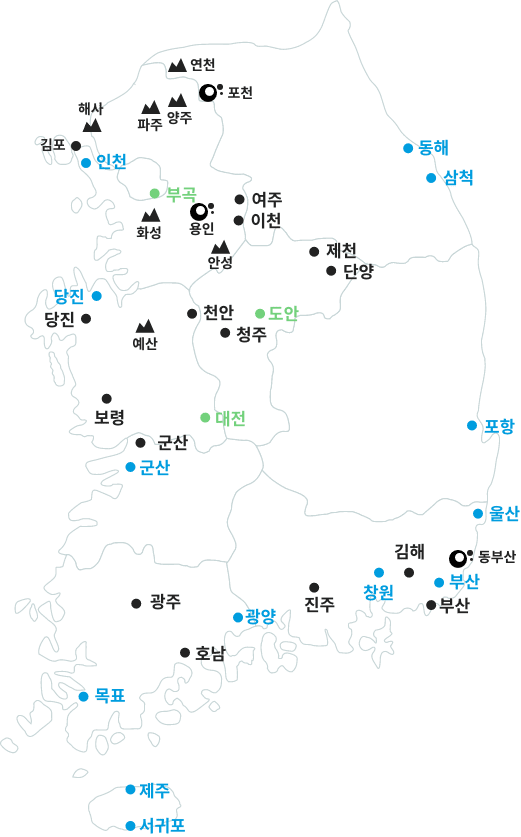 연천
포천
해사
파주
양주
김포
인천
동해
삼척
부곡
여주
화성
용인
이천
안성
제천
단양
당진
당진
천안
도안
청주
예산
보령
대전
포항
군산
군산
울산
김해
동부산
부산
창원
광주
진주
부산
광양
호남
목표
제주
서귀포